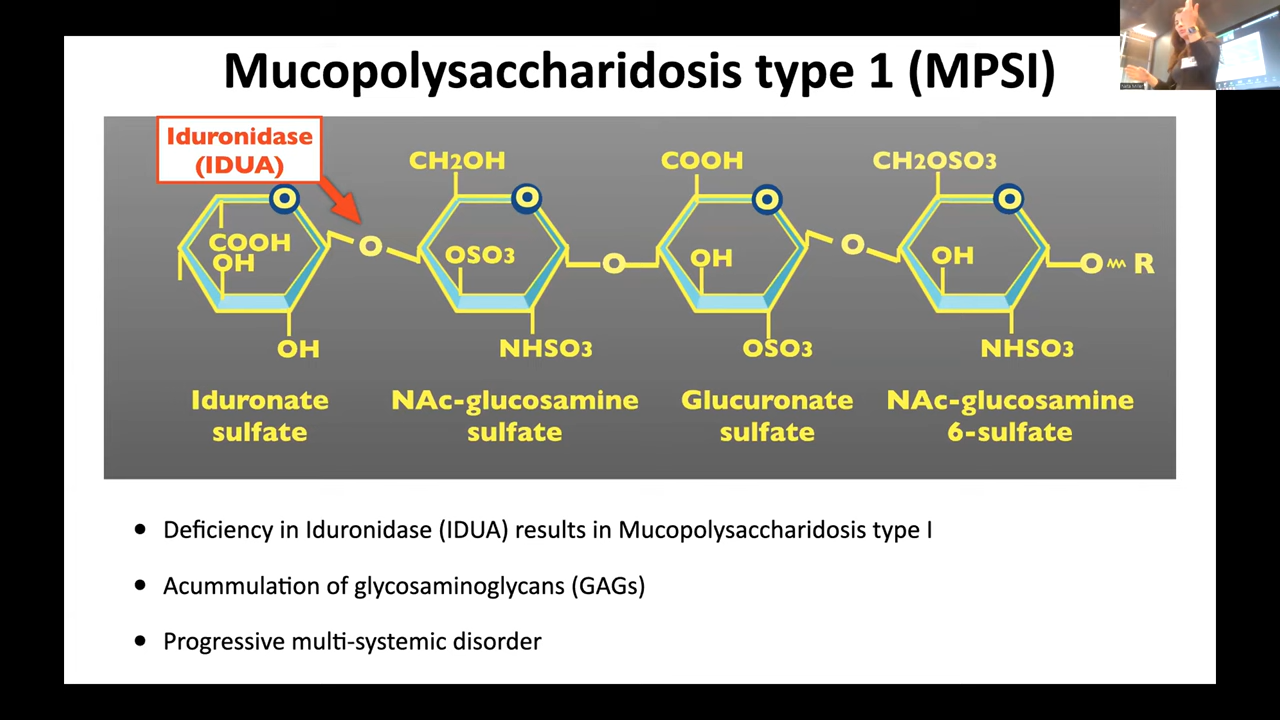 Mucopolysaccharidosis type 1 (MPSI)
Iduronidase
(IDUA)
CH2OH
COOH
CH2OSO3
O
O
O
O
COOH
OH
O
OSO3
O
OH
O
OH
O
R
OH
NHSO3
OSO3
NHSO3
Iduronate
sulfate
NAc-glucosamine
sulfate
Glucuronate
sulfate
NAc-glucosamine
6-sulfate
• Deficiency in Iduronidase (IDUA) results in Mucopolysaccharidosis type I
• Acummulation of glycosaminoglycans (GAGs)
• Progressive multi-systemic disorder